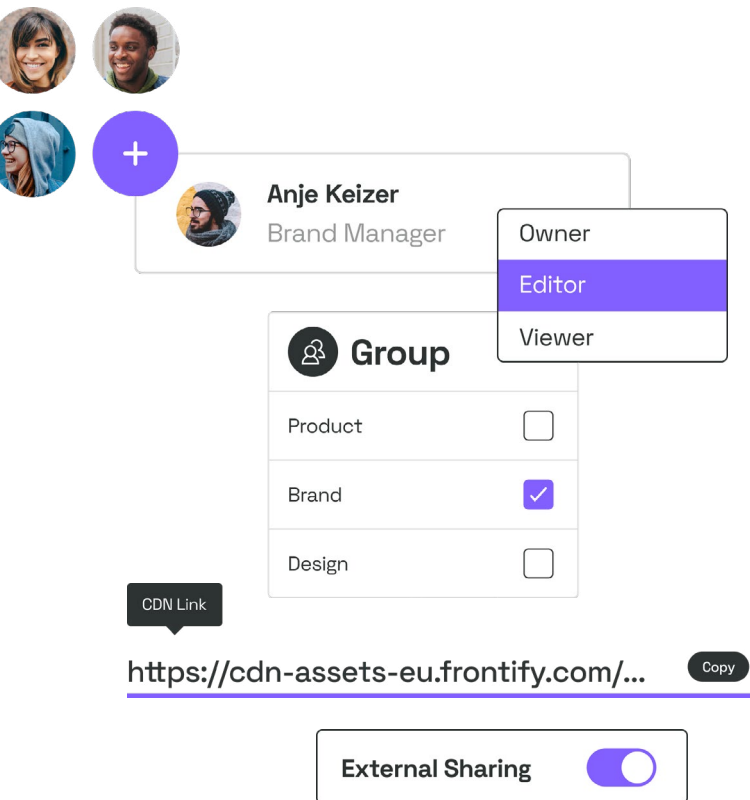 Anje Keizer
Brand Manager
Owner
Editor
Viewer
Group
Product
Brand
Design
CDN Link
https://cdn-assets-eu.frontify.com/...
Copy
External Sharing